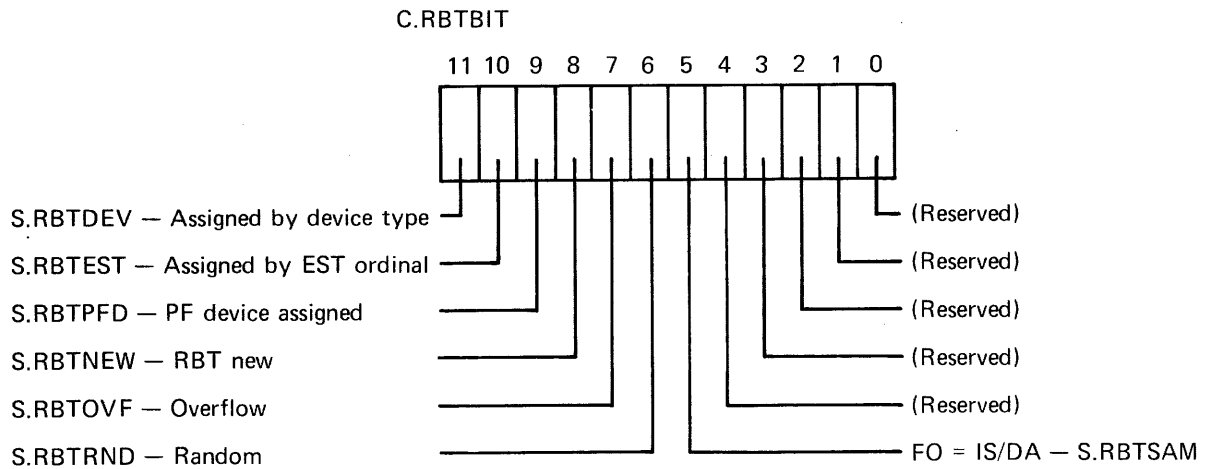 C.RBTBIT
11 10 9 8 7 6 5 4 3 2 1 0
S.RBTDEV — Assigned by device type
(Reserved)
S.RBTEST — Assigned by EST ordinal
(Reserved)
S.RBTPFD — PF device assigned
(Reserved)
S.RBTNEW — RBT new
(Reserved)
S.RBTOVF — Overflow
(Reserved)
S.RBTRND — Random
FO = IS/DA — S.RBTSAM